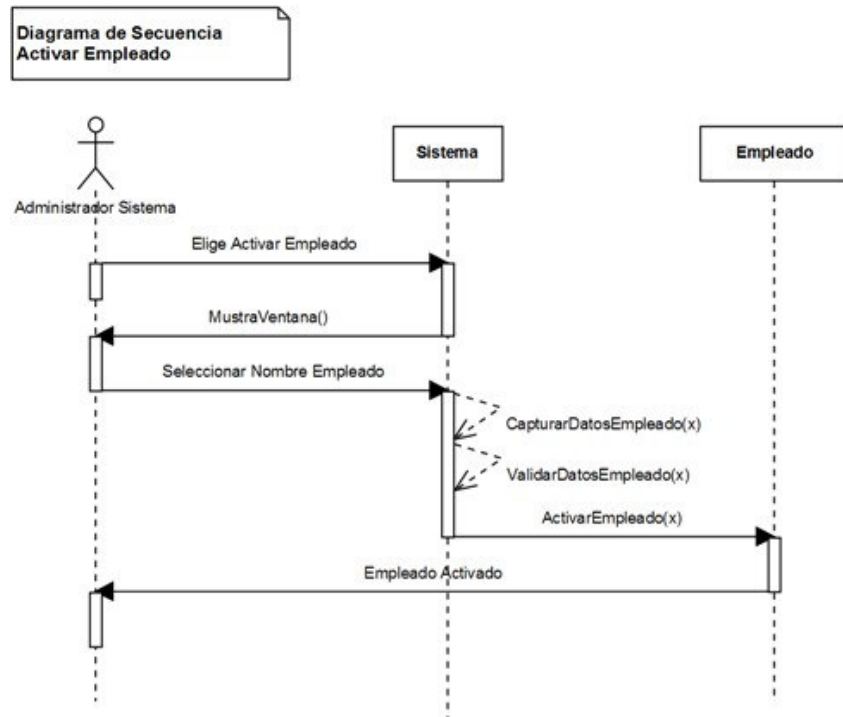 Diagrama de Secuencia
Activar Empleado
Sistema
Empleado
Administrador Sistema
Elige Activar Empleado
MustraVentana()
Seleccionar Nombre Empleado
CapturarDatosEmpleado(x)
ValidarDatosEmpleado(x)
ActivarEmpleado(x)
Empleado Activado